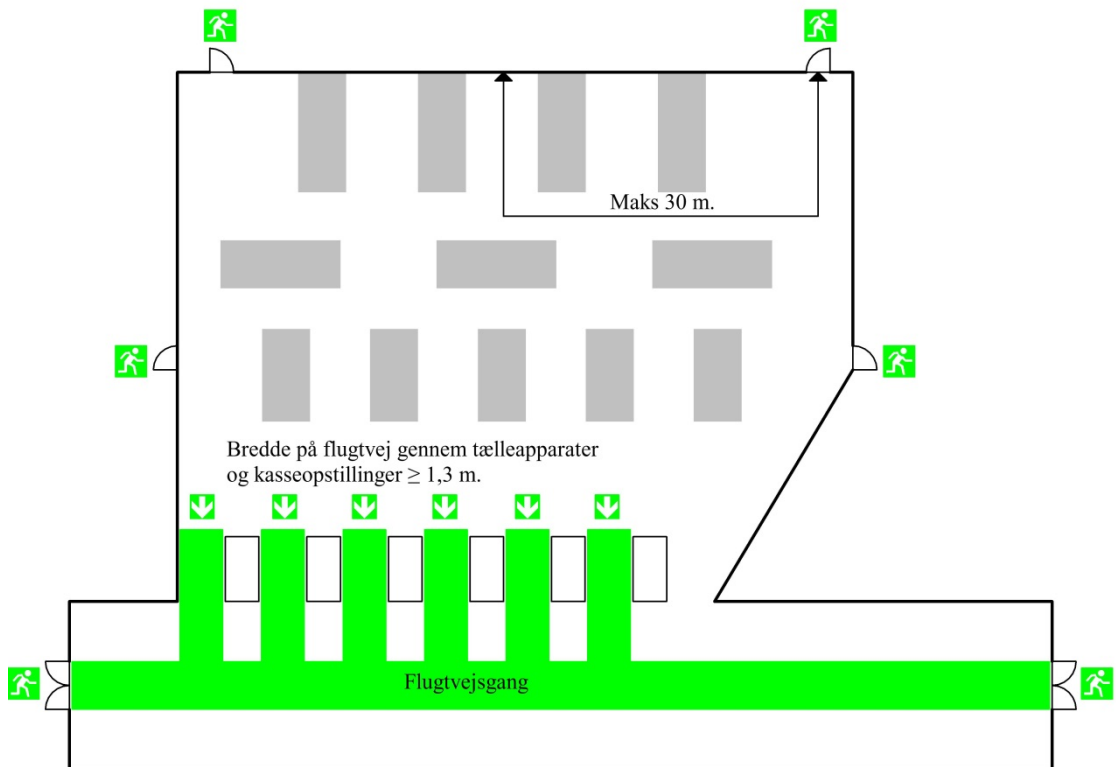 Maks 30 m.
Bredde på flugtvej gennem tælleapparater
og kasseopstillinger ≥ 1,3 m.
Flugtvejsgang